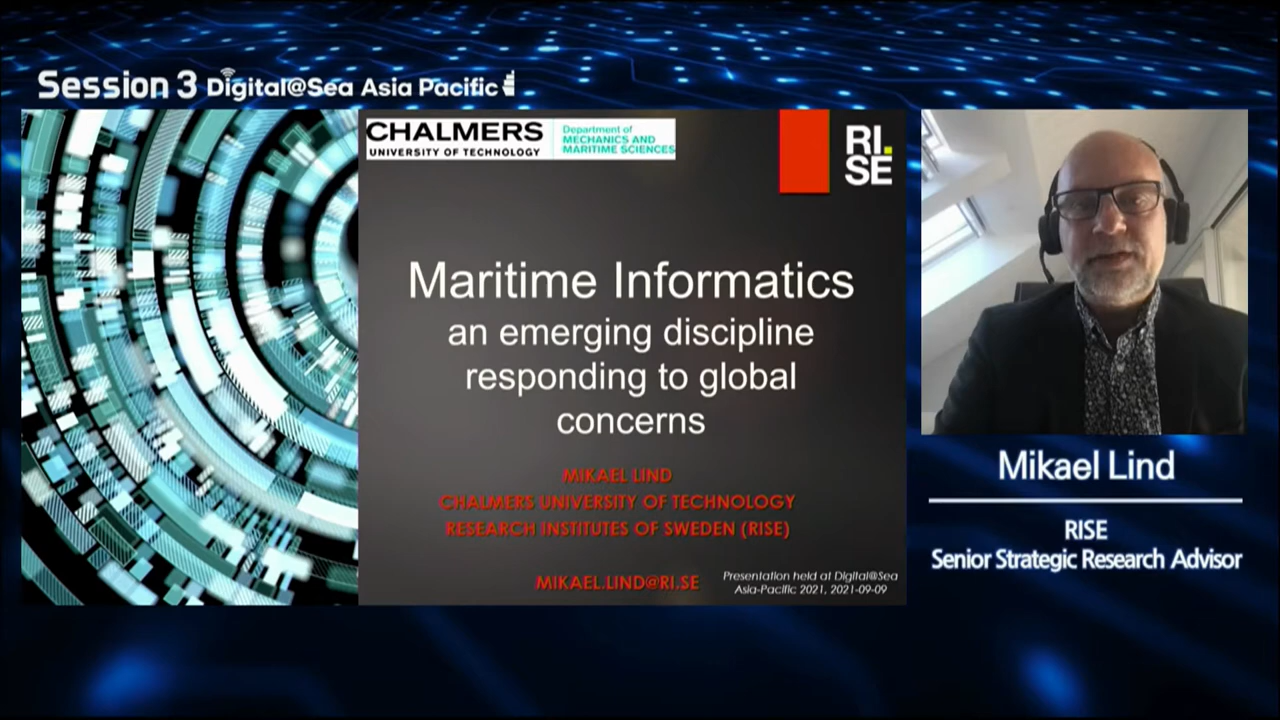 Session 3 Digital@Sea Asia Pacific
CHALMERS
UNIVERSITY OF TECHNOLOGY
Department of
MECHANICS AND
MARITIME SCIENCES
RI.
SE
Maritime Informatics
an emerging discipline
responding to global
concerns
MIKAEL LIND
CHALMERS UNIVERSITY OF TECHNOLOGY
RESEARCH INSTITUTES OF SWEDEN (RISE)
MIKAEL.LIND@RI.SE
Presentation held at Digital@Sea
Asia-Pacific 2021, 2021-09-09
Mikael Lind
RISE
Senior Strategic Research Advisor